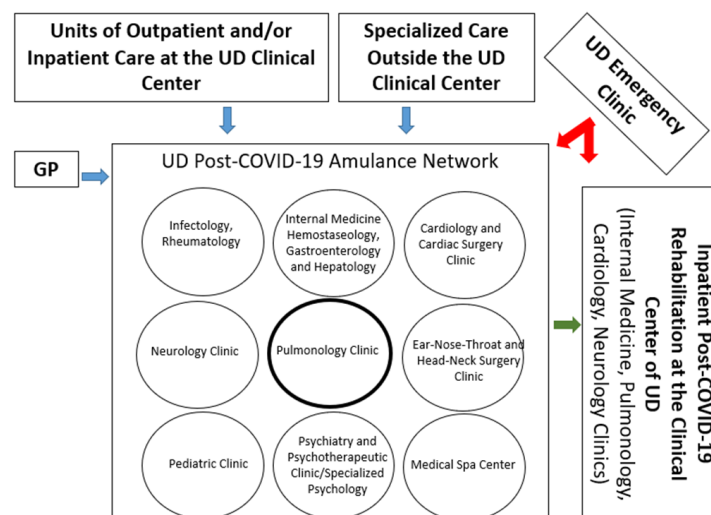 Units of Outpatient and/or
Inpatient Care at the UD Clinical
Center
Specialized Care
Outside the UD
Clinical Center
UD Emergency
Clinic
GP
UD Post-COVID-19 Amulance Network
Infectology,
Rheumatology
Internal Medicine
Hemostaseology,
Gastroenterology
and Hepatology
Cardiology and
Cardiac Surgery
Clinic
Neurology Clinic
Pulmonology Clinic
Ear-Nose-Throat and
Head-Neck Surgery
Clinic
Pediatric Clinic
Psychiatry and
Psychotherapeutic
Clinic/Specialized
Psychology
Medical Spa Center
Inpatient Post-COVID-19
Rehabilitation at the Clinical
Center of UD
(Internal Medicine, Pulmonology,
Cardiology, Neurology Clinics)